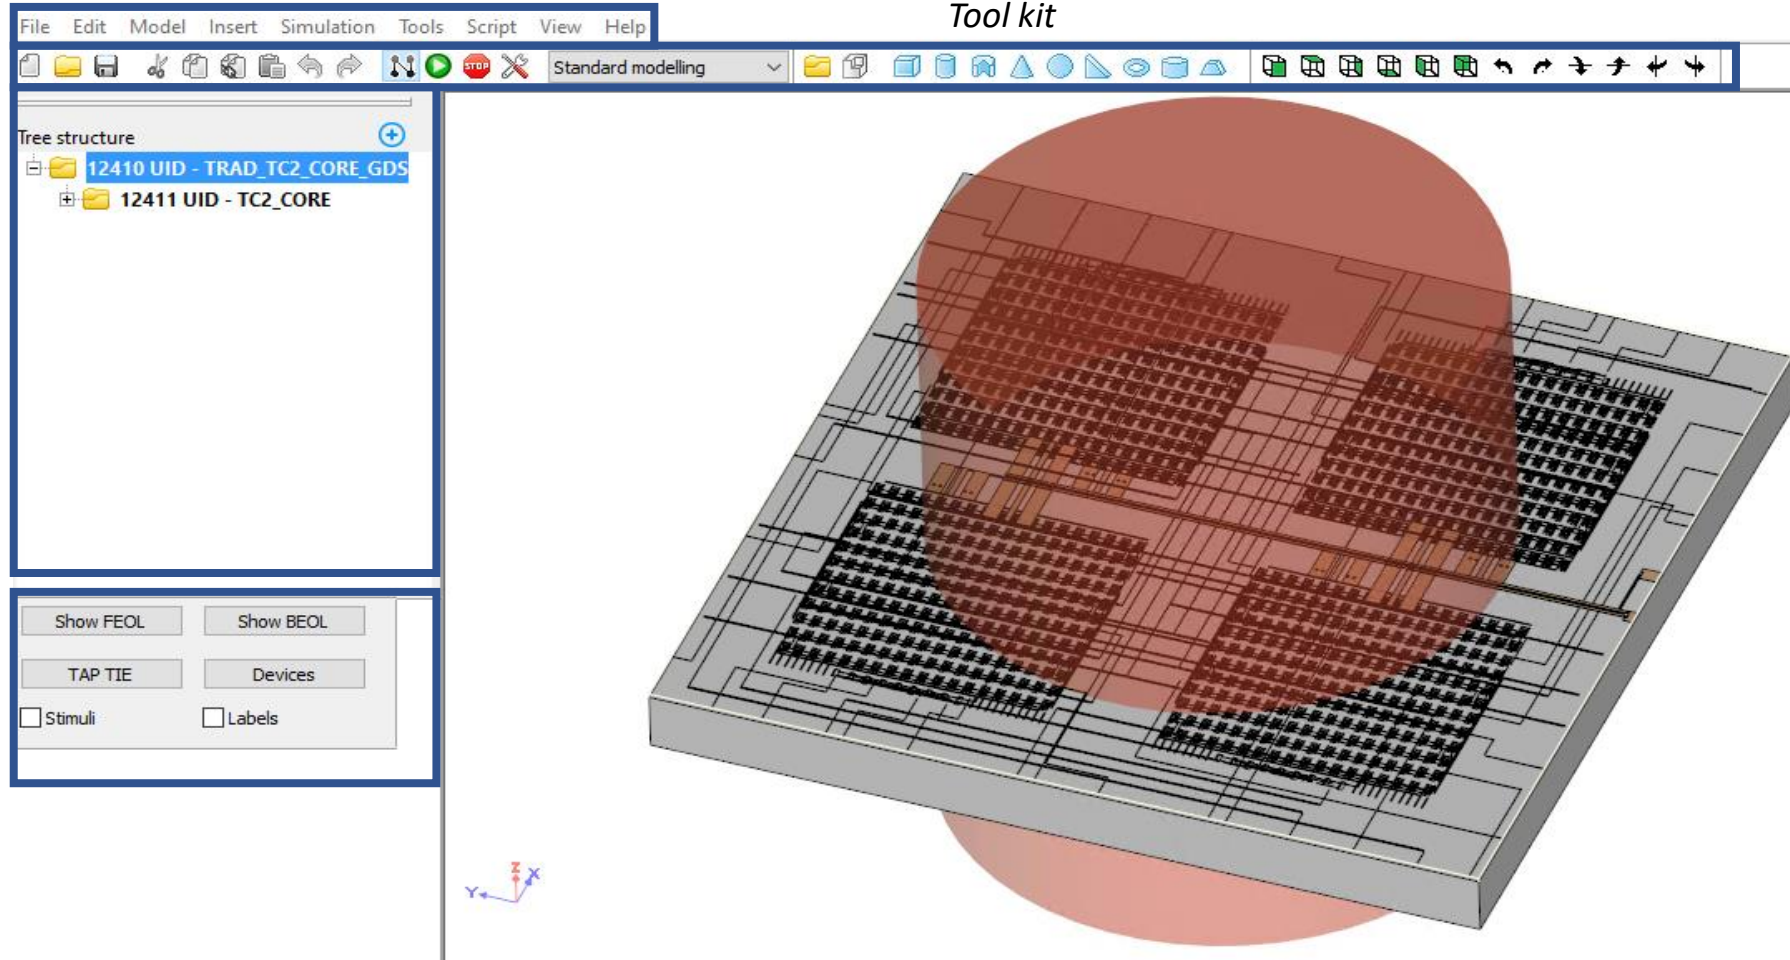 Tool kit
File Edit Model Insert Simulation Tools Script View Help
STOP Standard modelling
Tree structure
12410 UID - TRAD_TC2_CORE_GDS
12411 UID - TC2_CORE
Show FEOL Show BEOL
TAP TIE Devices
Stimuli Labels
Z
X
Y